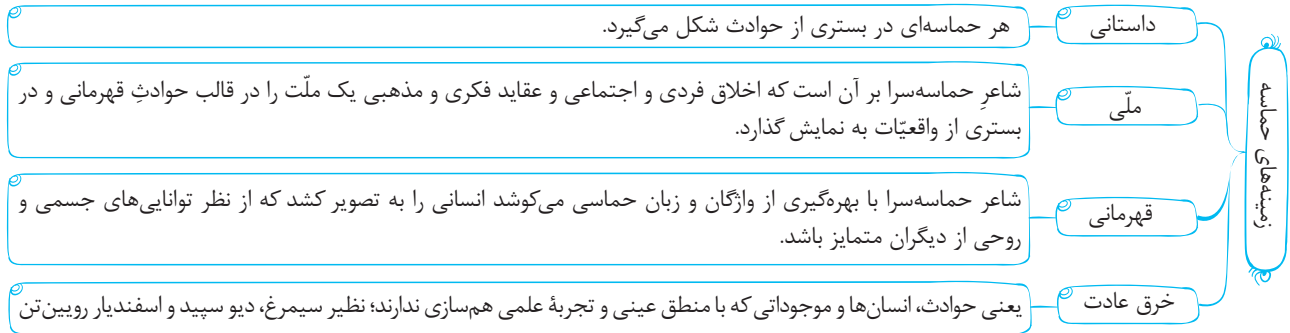 زمینه‌های حماسه
داستانی
هر حماسه‌ای در بستری از حوادث شکل می‌گیرد.
ملّی
شاعرِ حماسه‌سرا بر آن است که اخلاق فردی و اجتماعی و عقاید فکری و مذهبی یک ملّت را در قالب حوادثِ قهرمانی و در
بستری از واقعیّات به نمایش گذارد.
قهرمانی
شاعر حماسه‌سرا با بهره‌گیری از واژگان و زبان حماسی می‌کوشد انسانی را به تصویر کشد که از نظر توانایی‌های جسمی و
روحی از دیگران متمایز باشد.
خرق عادت
یعنی حوادث، انسان‌ها و موجوداتی که با منطق عینی و تجربهٔ علمی هم‌سازی ندارند؛ نظیر سیمرغ، دیو سپید و اسفندیار رویین‌تن